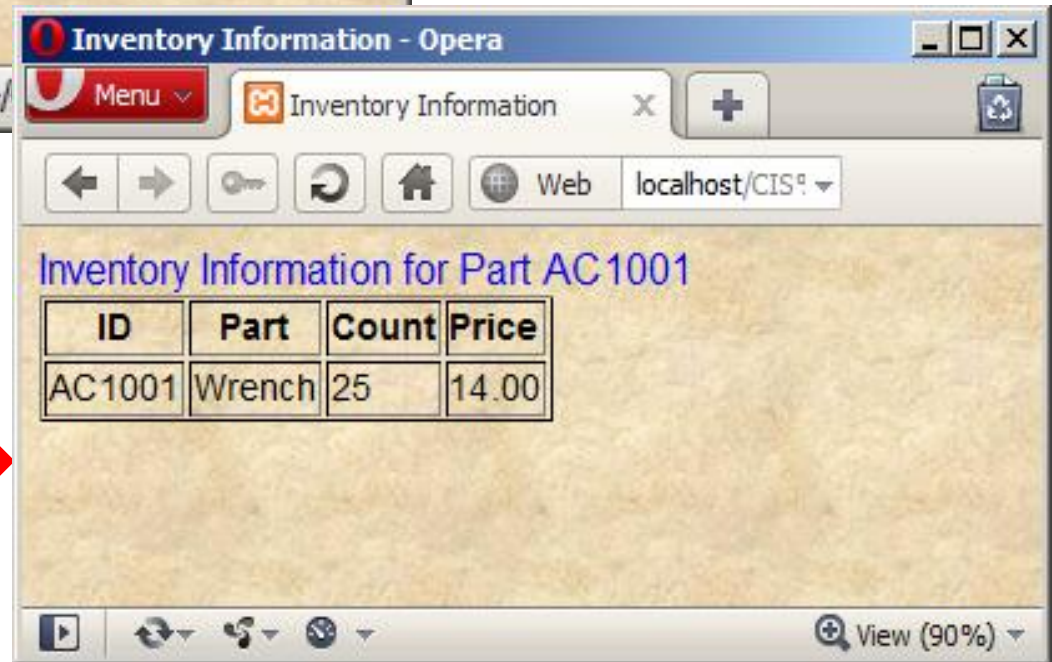 Inventory Information - Opera
Menu
Inventory Information
Web localhost/CIS
Inventory Information for Part AC1001
ID Part Count Price
AC1001 Wrench 25 14.00
View (90%)